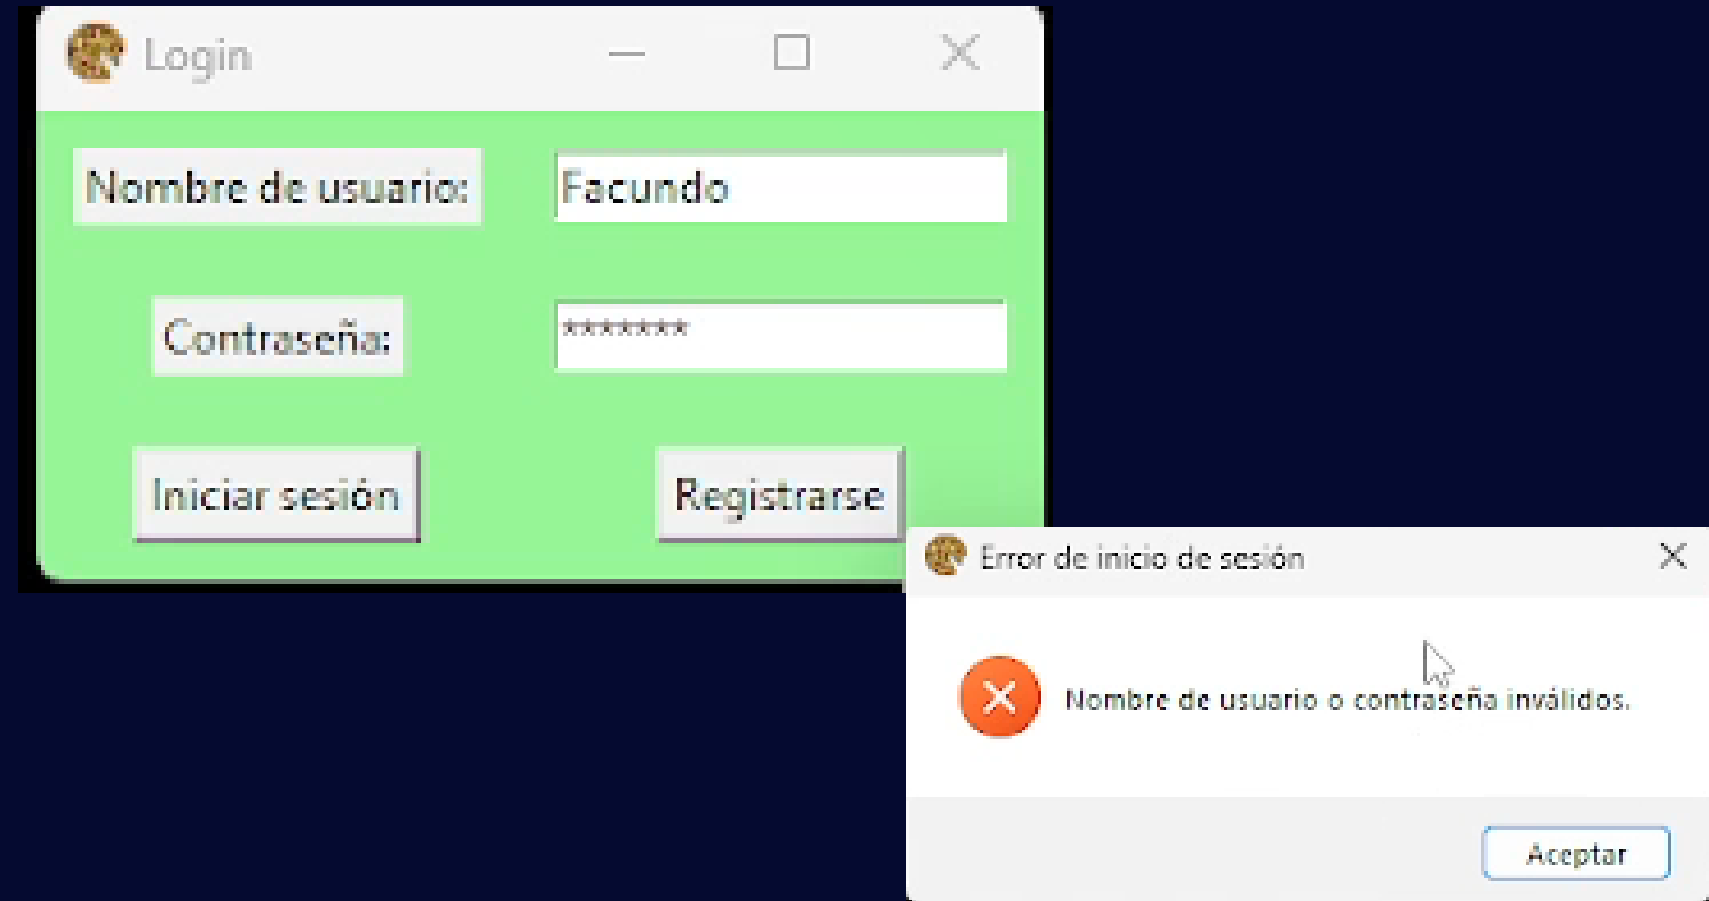 Login
Nombre de usuario: Facundo
Contraseña: *******
Iniciar sesión Registrarse
Error de inicio de sesión
Nombre de usuario o contraseña inválidos.
Aceptar